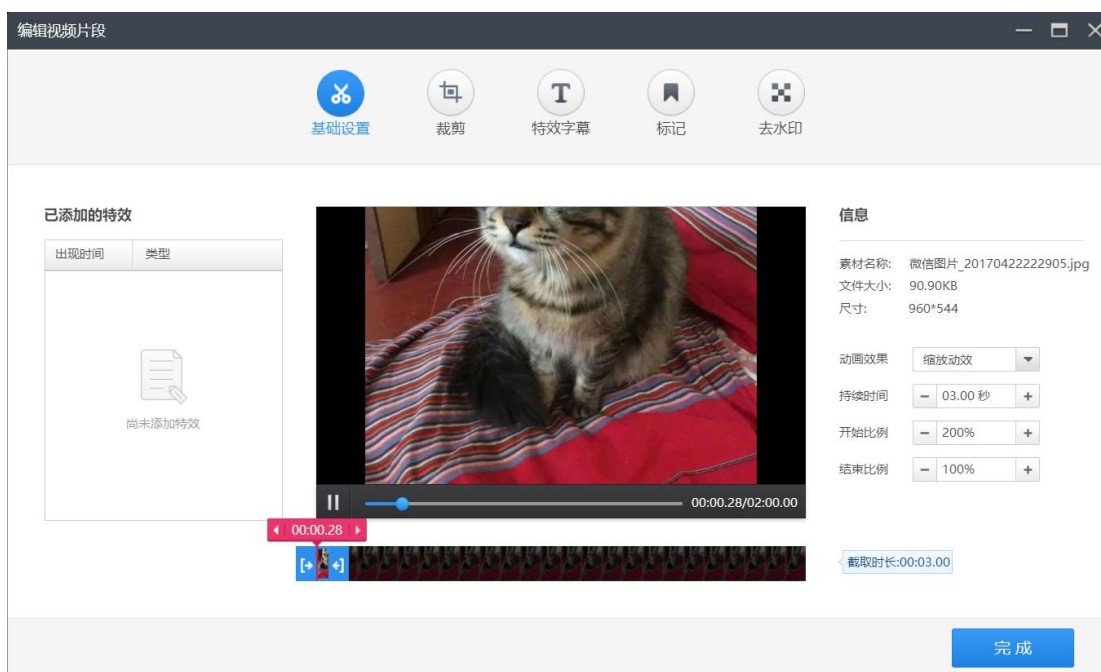 编辑视频片段
基础设置
裁剪
特效字幕
标记
去水印
已添加的特效
出现时间 类型
尚未添加特效
00:00.28/02:00.00
00:00.28
信息
素材名称: 微信图片_20170422222905.jpg
文件大小: 90.90KB
尺寸: 960*544
动画效果 缩放动效
持续时间 - 03.00 秒 +
开始比例 - 200% +
结束比例 - 100% +
截取时长:00:03.00
完成